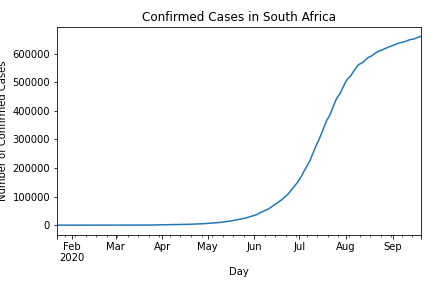 Confirmed Cases in South Africa
Number of Confirmed Cases
600000
500000
400000
300000
200000
100000
0
Feb Mar Apr May Jun Jul Aug Sep
2020
Day